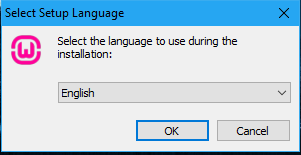 Select Setup Language
Select the language to use during the
installation:
English
OK
Cancel